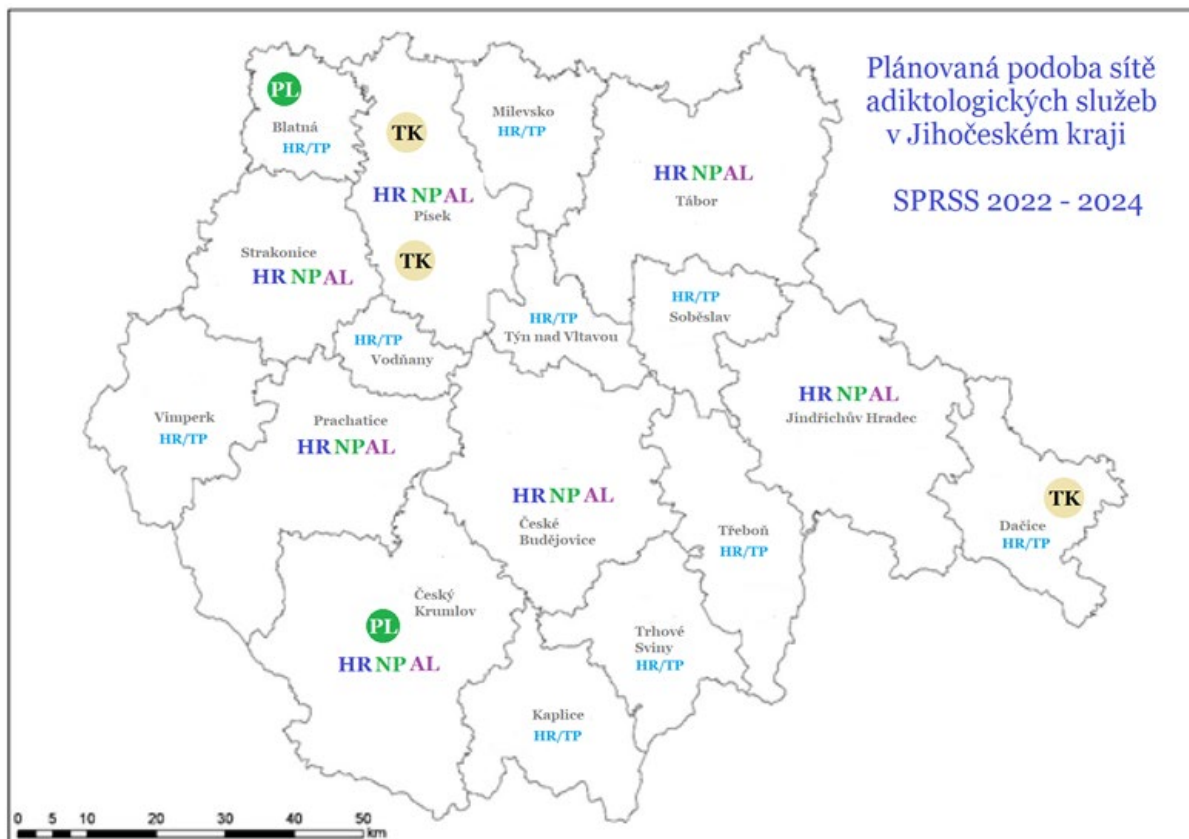 Plánovaná podoba sítě
adiktologických služeb
v Jihočeském kraji
SPRSS 2022 - 2024
PL
Blatná
HR/TP
TK
HR NP AL
Písek
TK
Milevsko
HR/TP
HR NP AL
Tábor
Strakonice
HR NP AL
HR/TP
Vodňany
HR/TP
Týn nad Vltavou
HR/TP
Soběslav
Vimperk
HR/TP
Prachatice
HR NP AL
HR NP AL
České
Budějovice
HR NP AL
Jindřichův Hradec
TK
Dačice
HR/TP
Třeboň
HR/TP
Český
Krumlov
PL
HR NP AL
Trhové
Sviny
HR/TP
Kaplice
HR/TP
0 5 10 20 30 40 50
km